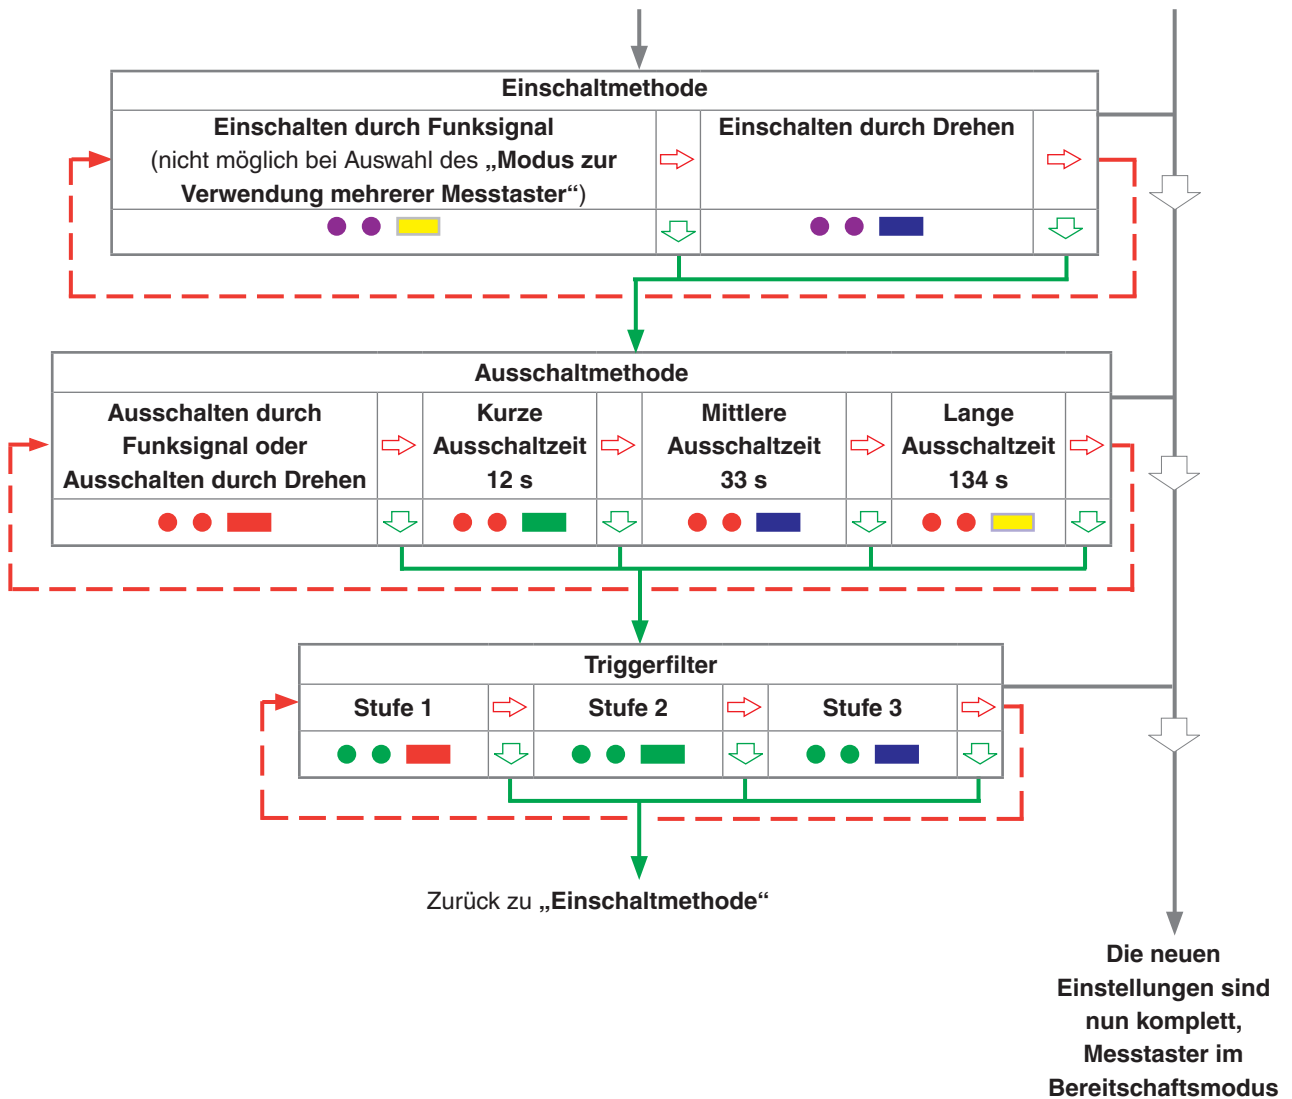 Einschaltmethode
Einschalten durch Funksignal
(nicht möglich bei Auswahl des „Modus zur
Verwendung mehrerer Messtaster“)
Einschalten durch Drehen
Ausschaltmethode
Ausschalten durch
Funksignal oder
Ausschalten durch Drehen
Kurze
Ausschaltzeit
12 s
Mittlere
Ausschaltzeit
33 s
Lange
Ausschaltzeit
134 s
Triggerfilter
Stufe 1
Stufe 2
Stufe 3
Zurück zu „Einschaltmethode“
Die neuen
Einstellungen sind
nun komplett,
Messtaster im
Bereitschaftsmodus